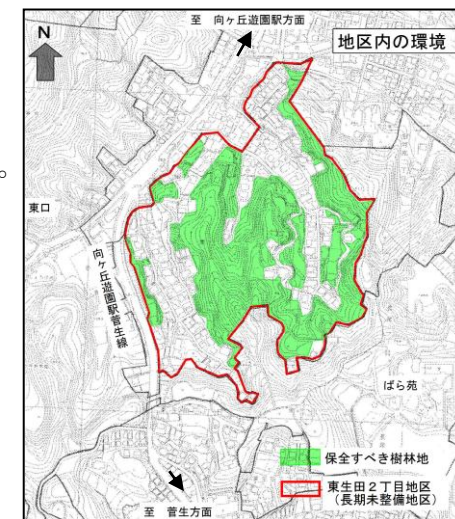 至 向ヶ丘遊園駅方面
N
地区内の環境
。
東口
向ヶ丘遊園駅菅生線
ばら苑
保全すべき樹林地
東生田2丁目地区
(長期未整備地区)
至 菅生方面